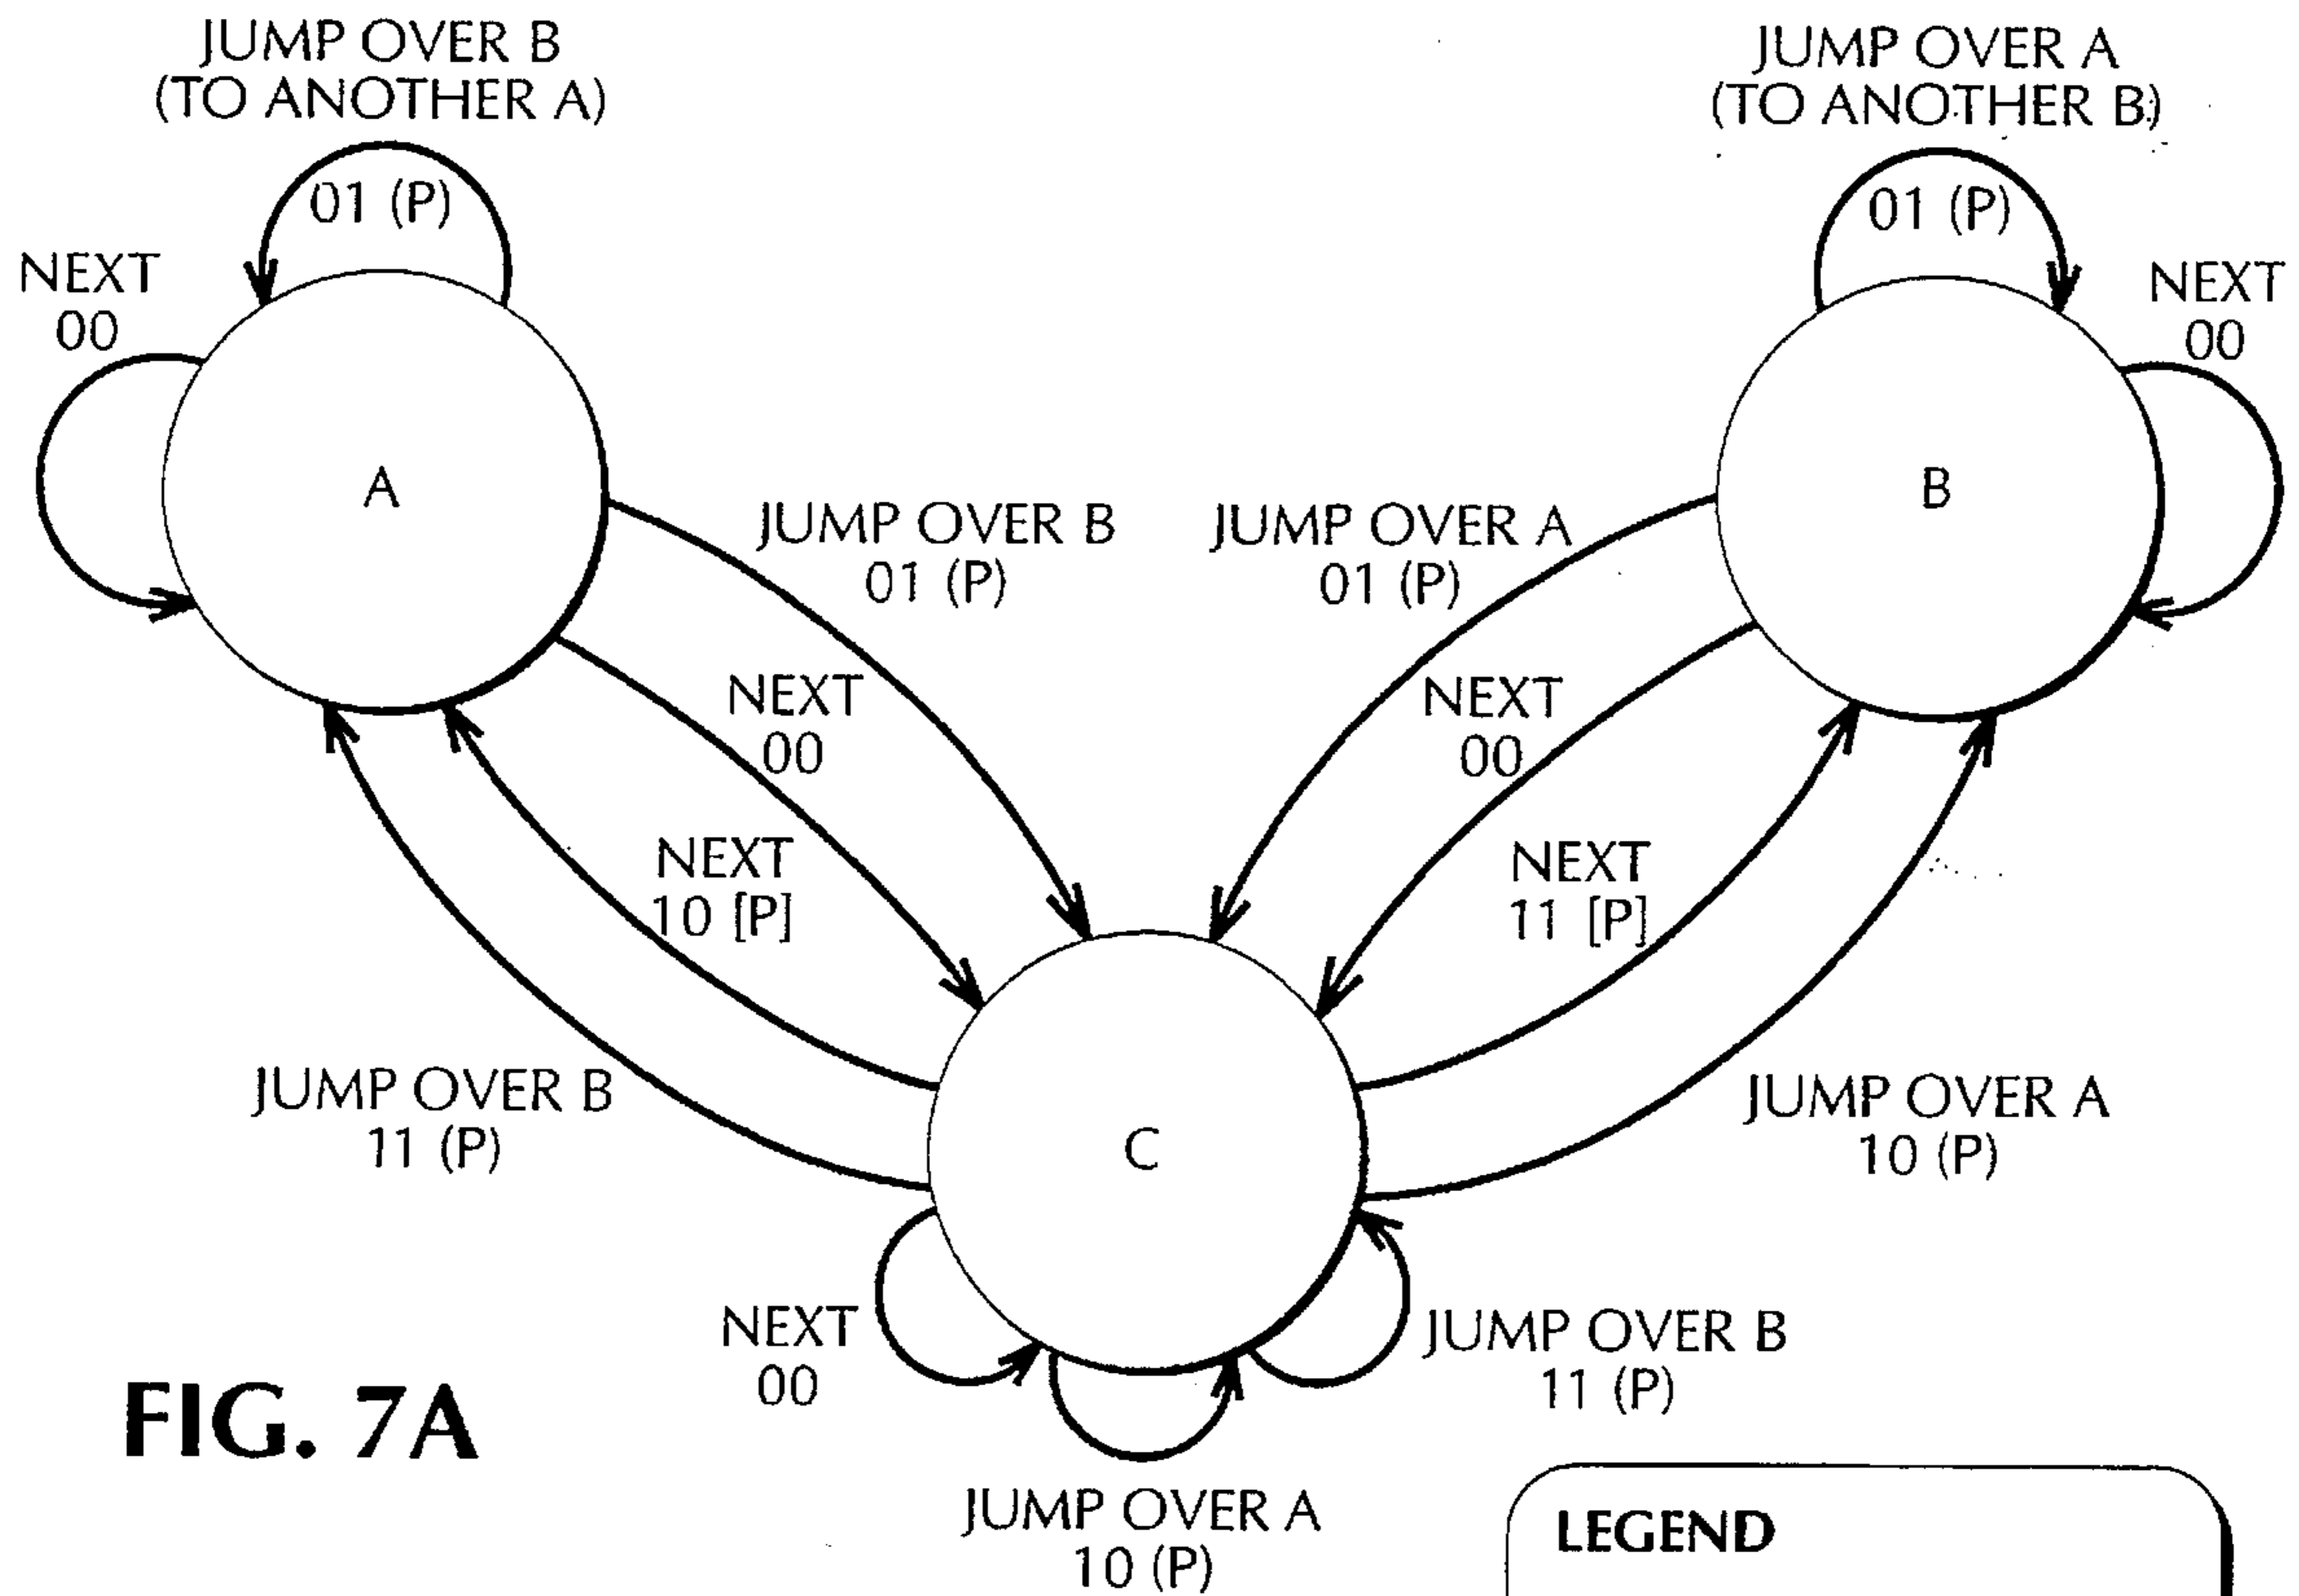 JUMP OVER B
(TO ANOTHER A)
01 (P)
NEXT
00
A
JUMP OVER A
(TO ANOTHER B)
01 (P)
NEXT
00
B
JUMP OVER B
01 (P)
JUMP OVER A
01 (P)
NEXT
00
NEXT
00
NEXT
10 [P]
NEXT
11 [P]
JUMP OVER B
11 (P)
C
JUMP OVER A
10 (P)
NEXT
00
JUMP OVER B
11 (P)
JUMP OVER A
10 (P)
FIG. 7A
LEGEND